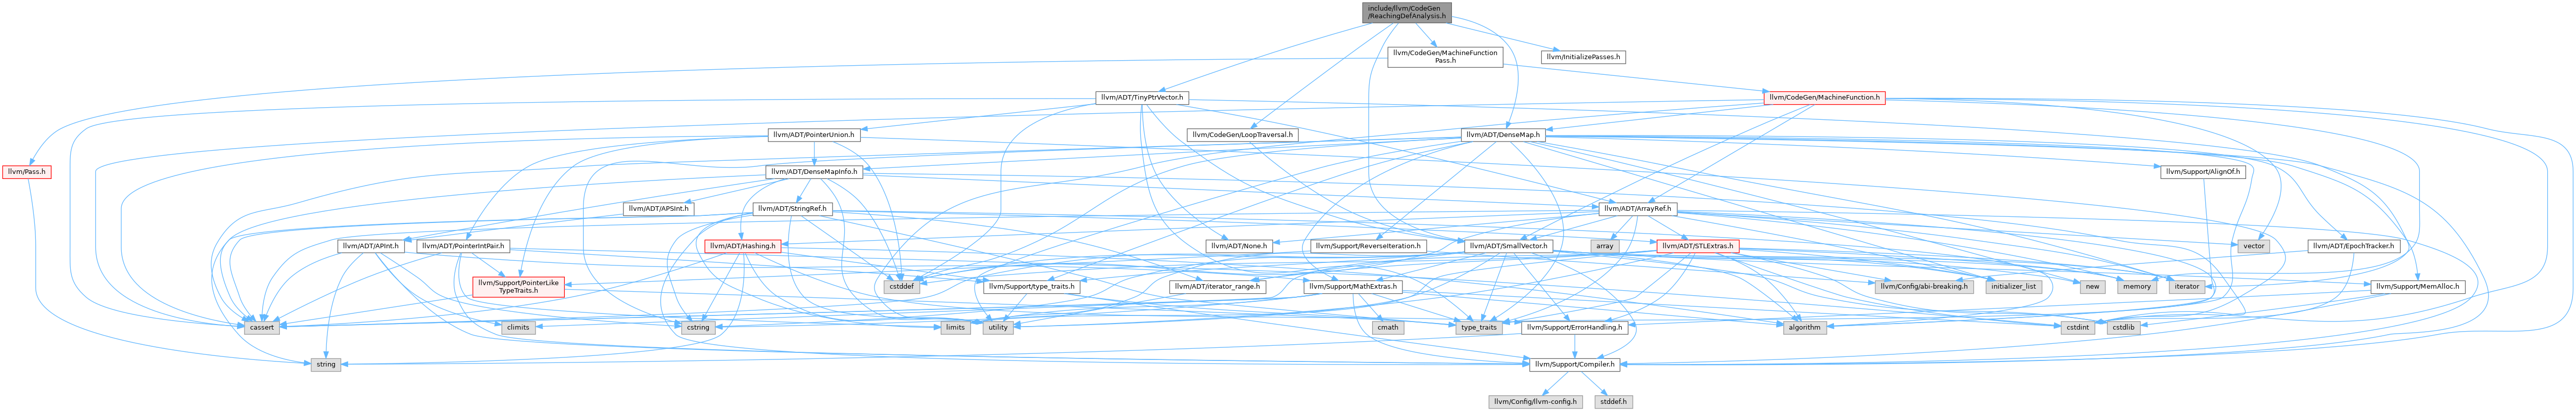 include/llvm/CodeGen
/ReachingDefAnalysis.h
llvm/CodeGen/MachineFunction
Pass.h
llvm/InitializePasses.h
llvm/ADT/TinyPtrVector.h
llvm/CodeGen/MachineFunction.h
llvm/ADT/PointerUnion.h
llvm/CodeGen/LoopTraversal.h
llvm/ADT/DenseMap.h
llvm/Pass.h
llvm/ADT/DenseMapInfo.h
llvm/Support/AlignOf.h
llvm/ADT/APSInt.h
llvm/ADT/StringRef.h
llvm/ADT/ArrayRef.h
llvm/ADT/APInt.h
llvm/ADT/PointerIntPair.h
llvm/ADT/Hashing.h
llvm/ADT/None.h
llvm/Support/ReverseIteration.h
llvm/ADT/SmallVector.h
array
llvm/ADT/STLExtras.h
vector
llvm/ADT/EpochTracker.h
llvm/Support/PointerLike
TypeTraits.h
cstddef
llvm/Support/type_traits.h
llvm/ADT/iterator_range.h
llvm/Support/MathExtras.h
llvm/Config/abi-breaking.h
initializer_list
new
memory
iterator
llvm/Support/MemAlloc.h
cassert
climits
cstring
limits
utility
cmath
type_traits
llvm/Support/ErrorHandling.h
algorithm
cstdint
cstdlib
string
llvm/Support/Compiler.h
llvm/Config/llvm-config.h
stddef.h